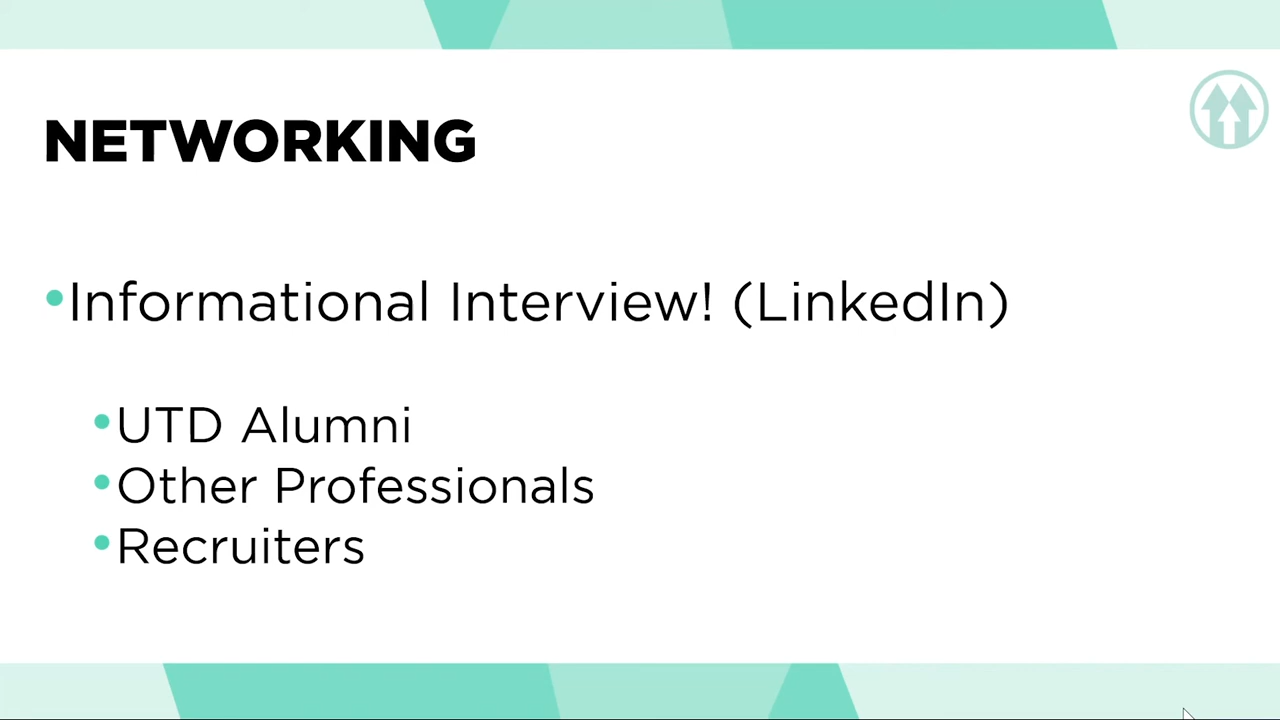 NETWORKING
•Informational Interview! (LinkedIn)
•UTD Alumni
•Other Professionals
•Recruiters